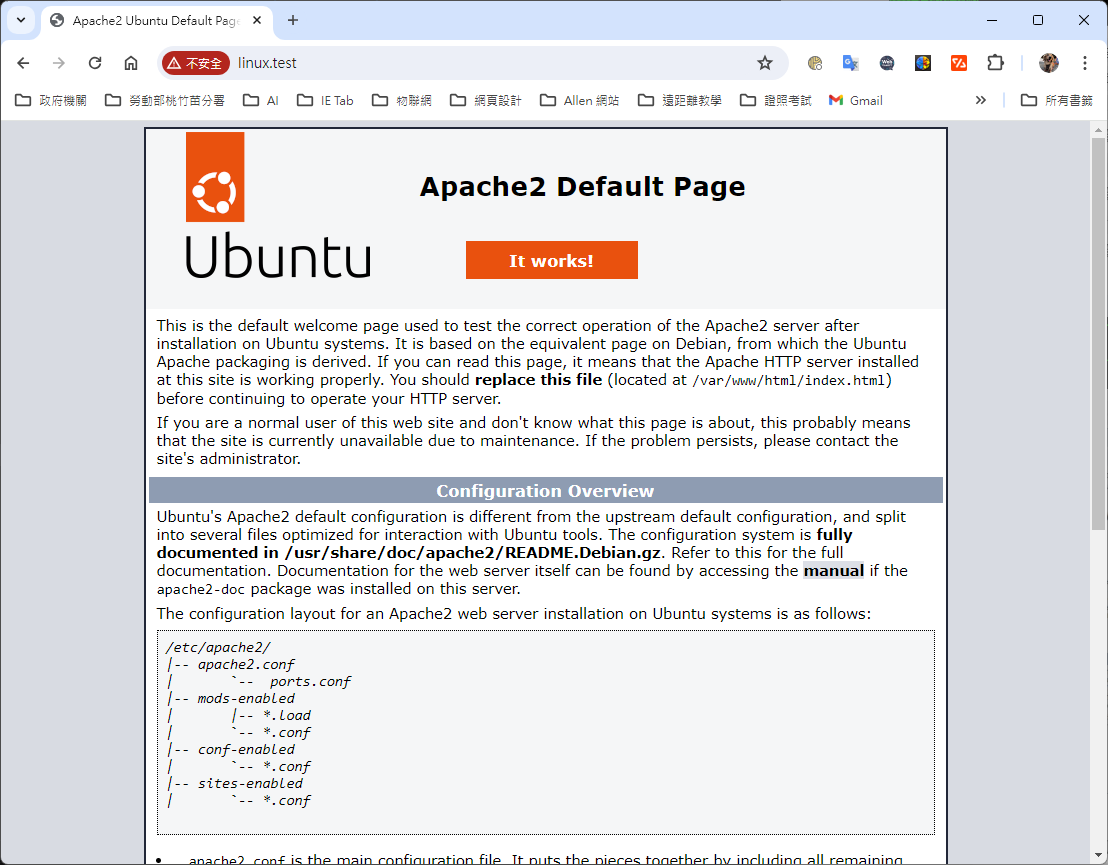 Apache2 Ubuntu Default Page
不安全 linux.test
政府機關 勞動部桃竹苗分署 AI IE Tab 物聯網 網頁設計 Allen 網站 遠距離教學 證照考試 Gmail » 所有書籤
Apache2 Default Page
Ubuntu
It works!
This is the default welcome page used to test the correct operation of the Apache2 server after
installation on Ubuntu systems. It is based on the equivalent page on Debian, from which the Ubuntu
Apache packaging is derived. If you can read this page, it means that the Apache HTTP server installed
at this site is working properly. You should replace this file (located at /var/www/html/index.html)
before continuing to operate your HTTP server.
If you are a normal user of this web site and don't know what this page is about, this probably means
that the site is currently unavailable due to maintenance. If the problem persists, please contact the
site's administrator.
Configuration Overview
Ubuntu's Apache2 default configuration is different from the upstream default configuration, and split
into several files optimized for interaction with Ubuntu tools. The configuration system is fully
documented in /usr/share/doc/apache2/README.Debian.gz. Refer to this for the full
documentation. Documentation for the web server itself can be found by accessing the manual if the
apache2-doc package was installed on this server.
The configuration layout for an Apache2 web server installation on Ubuntu systems is as follows:
/etc/apache2/
|-- apache2.conf
|       `--  ports.conf
|-- mods-enabled
|       |-- *.load
|       `-- *.conf
|-- conf-enabled
|       `-- *.conf
|-- sites-enabled
|       `-- *.conf
• apache2.conf is the main configuration file. It puts the pieces together by including all remaining